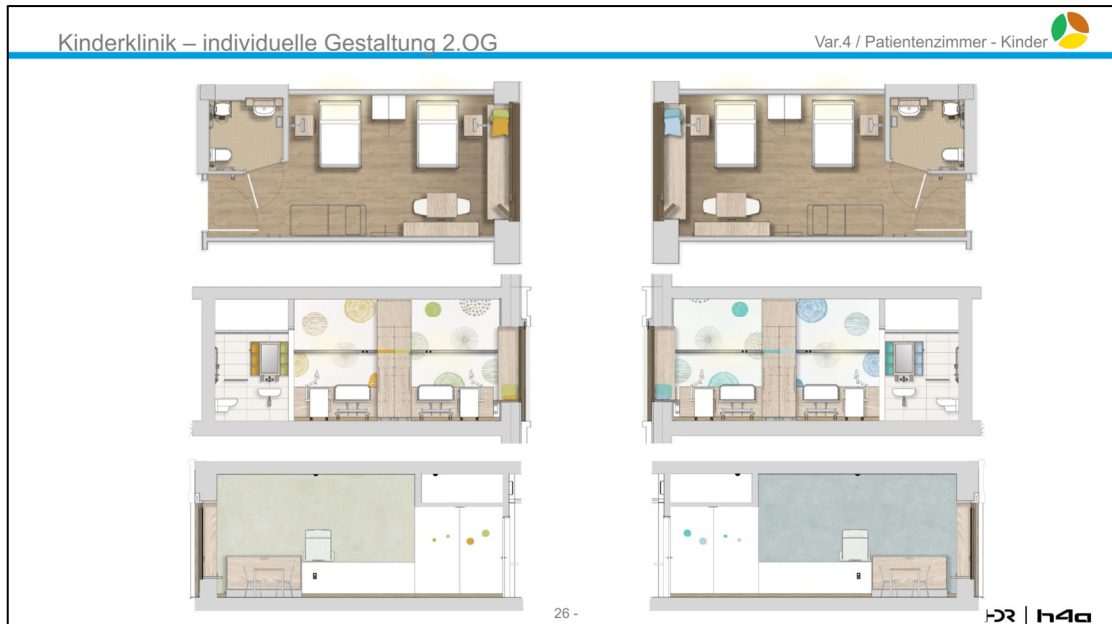 Kinderklinik – individuelle Gestaltung 2.OG
Var.4 / Patientenzimmer - Kinder
26 -
HDR | h4a